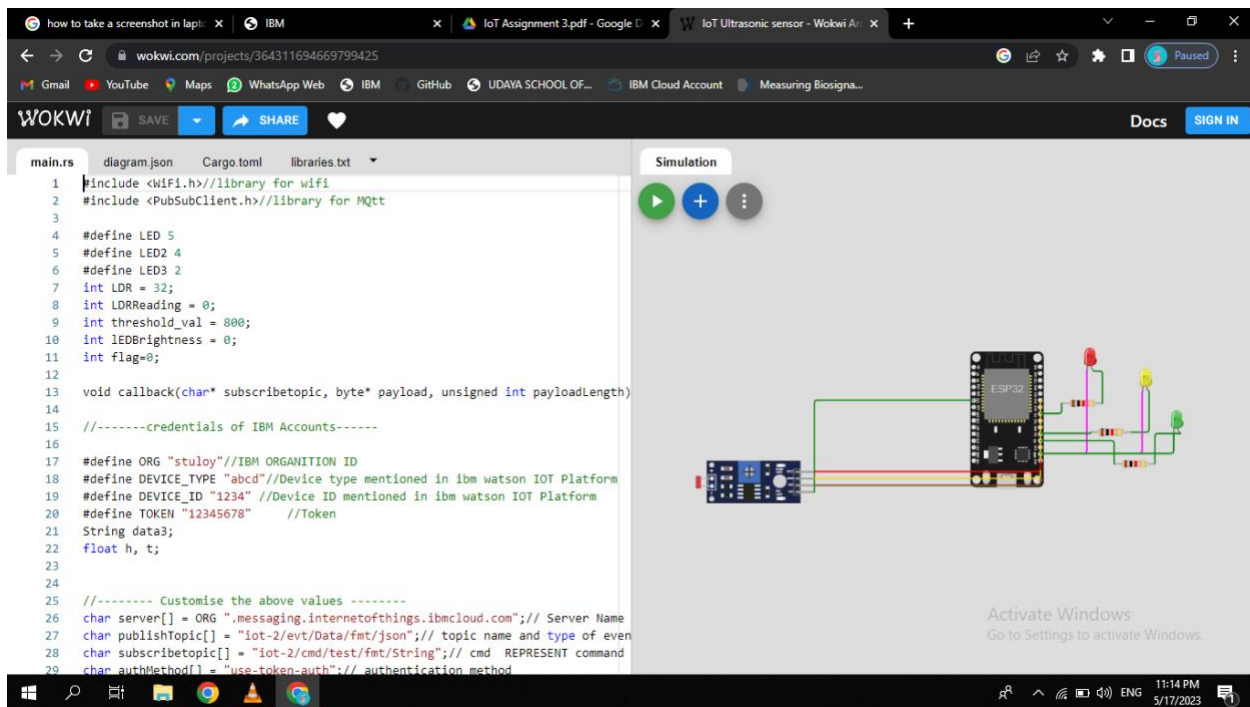 how to take a screenshot in lapto
IBM
IoT Assignment 3.pdf - Google D
IoT Ultrasonic sensor - Wokwi Ar
wokwi.com/projects/364311694669799425
Paused
Gmail YouTube Maps WhatsApp Web IBM GitHub UDAYA SCHOOL OF... IBM Cloud Account Measuring Biosigna...
WOKWI SAVE SHARE Docs SIGN IN
main.rs diagram.json Cargo.toml libraries.txt
Simulation
1 #include <WiFi.h>//library for wifi
2 #include <PubSubClient.h>//library for MQtt
3
4 #define LED 5
5 #define LED2 4
6 #define LED3 2
7 int LDR = 32;
8 int LDRReading = 0;
9 int threshold_val = 800;
10 int lEDBrightness = 0;
11 int flag=0;
12
13 void callback(char* subscribetopic, byte* payload, unsigned int payloadLength)
14
15 //-------credentials of IBM Accounts------
16
17 #define ORG "stuloy"//IBM ORGANITION ID
18 #define DEVICE_TYPE "abcd"//Device type mentioned in ibm watson IOT Platform
19 #define DEVICE_ID "1234" //Device ID mentioned in ibm watson IOT Platform
20 #define TOKEN "12345678" //Token
21 String data3;
22 float h, t;
23
24
25 //-------- Customise the above values --------
26 char server[] = ORG ".messaging.internetofthings.ibmcloud.com";// Server Name
27 char publishTopic[] = "iot-2/evt/Data/fmt/json";// topic name and type of even
28 char subscribetopic[] = "iot-2/cmd/test/fmt/String";// cmd REPRESENT command
29 char authMethod[] = "use-token-auth";// authentication method
ESP32
Activate Windows
Go to Settings to activate Windows.
ENG
11:14 PM
5/17/2023
1